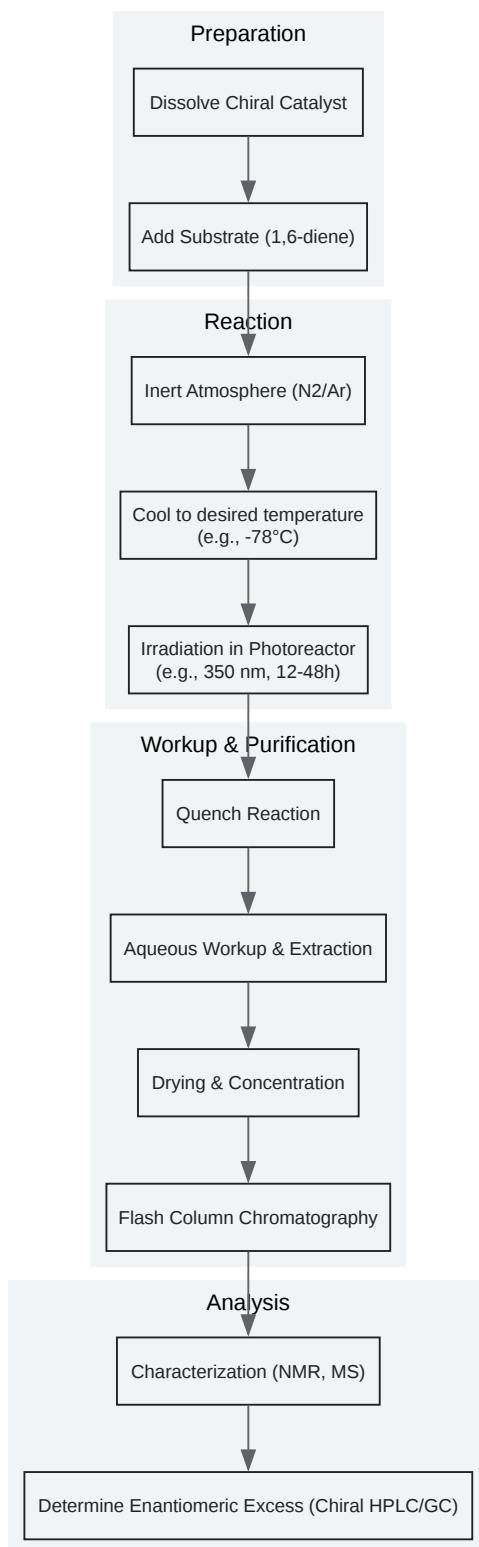 Preparation
Dissolve Chiral Catalyst
Add Substrate (1,6-diene)
Reaction
Inert Atmosphere (N2/Ar)
Cool to desired temperature
(e.g., -78°C)
Irradiation in Photoreactor
(e.g., 350 nm, 12-48h)
Workup & Purification
Quench Reaction
Aqueous Workup & Extraction
Drying & Concentration
Flash Column Chromatography
Analysis
Characterization (NMR, MS)
Determine Enantiomeric Excess (Chiral HPLC/GC)